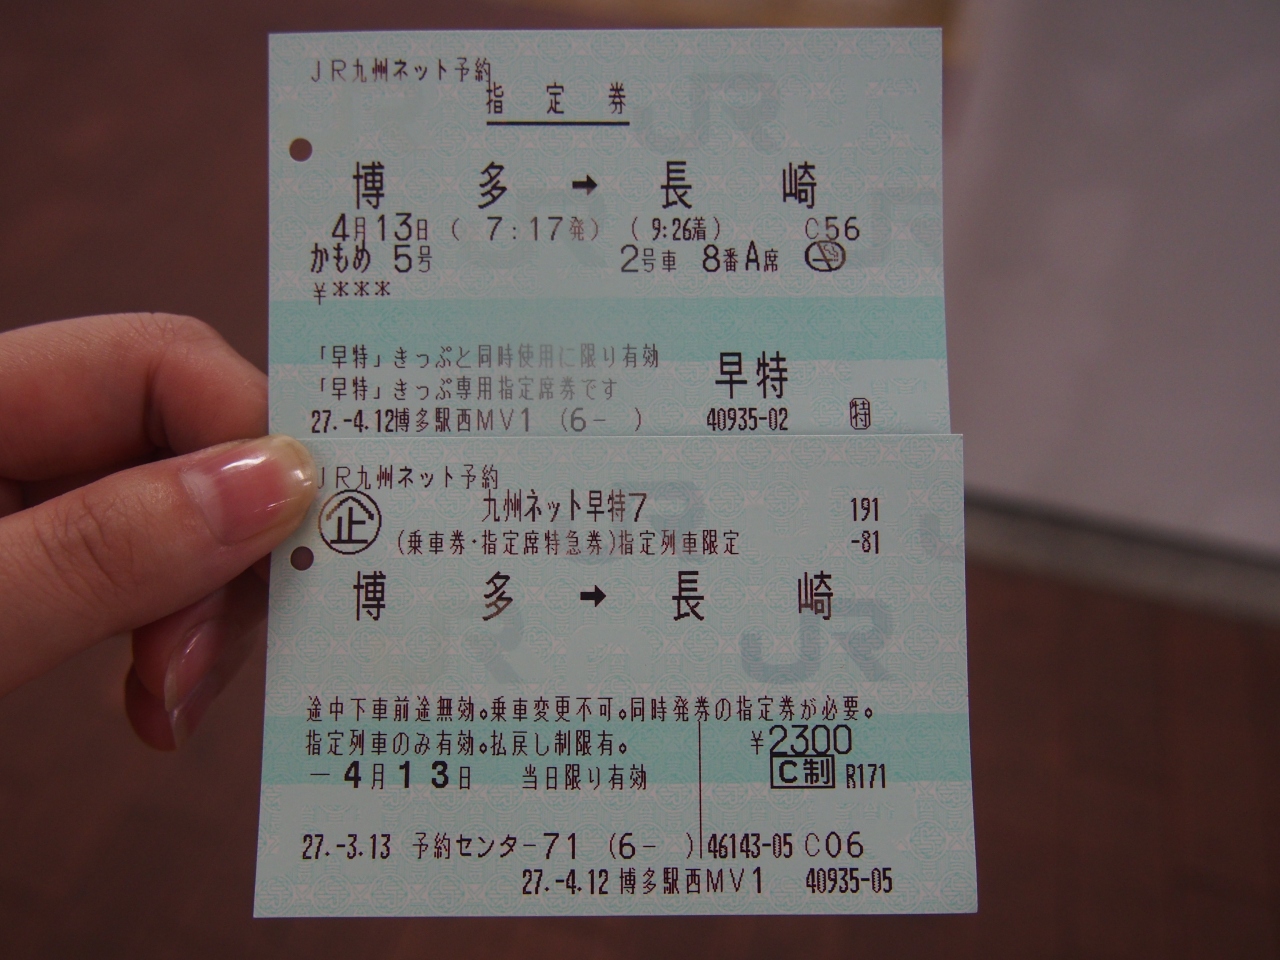 JR九州ネット予約
指定券
博多➡長崎
4月13日 ( 7:17発) ( 9:26着) C56
かもめ 5号 2号車 8番A席
¥***
「早特」きっぷと同時使用に限り有効
「早特」きっぷ専用指定席券です
早特
27.-4.12博多駅西MV1 (6- ) 40935-02 特
JR九州ネット予約
企 九州ネット早特7 191
(乗車券・指定席特急券)指定列車限定 -81
博多➡長崎
途中下車前途無効。乗車変更不可。同時発券の指定券が必要。
指定列車のみ有効。払戻し制限有。 ¥2300
-4月13日 当日限り有効 C制 R171
27.-3.13 予約センター71 (6- ) 46143-05 C06
27.-4.12 博多駅西MV1 40935-05
JR
JR
JR